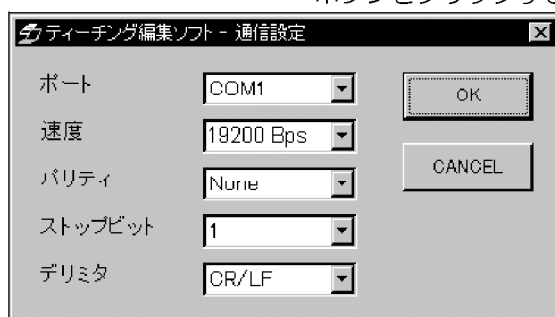 ティーチング編集ソフト - 通信設定
ポート COM1 OK
速度 19200 Bps
パリティ None CANCEL
ストップビット 1
デリミタ CR/LF